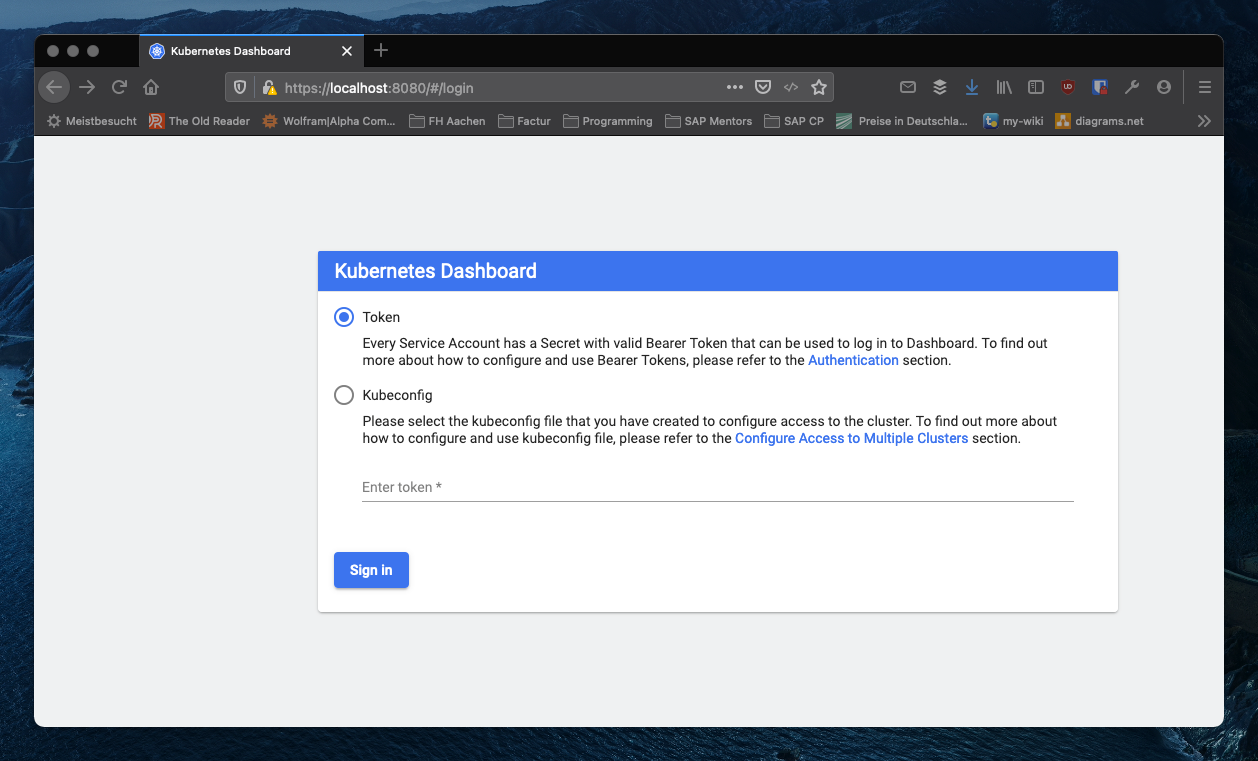 Kubernetes Dashboard
https://localhost:8080/#/login
Meistbesucht The Old Reader Wolfram|Alpha Com... FH Aachen Factur Programming SAP Mentors SAP CP Preise in Deutschla... my-wiki diagrams.net
Kubernetes Dashboard
Token
Every Service Account has a Secret with valid Bearer Token that can be used to log in to Dashboard. To find out
more about how to configure and use Bearer Tokens, please refer to the Authentication section.
Kubeconfig
Please select the kubeconfig file that you have created to configure access to the cluster. To find out more about
how to configure and use kubeconfig file, please refer to the Configure Access to Multiple Clusters section.
Enter token *
Sign in